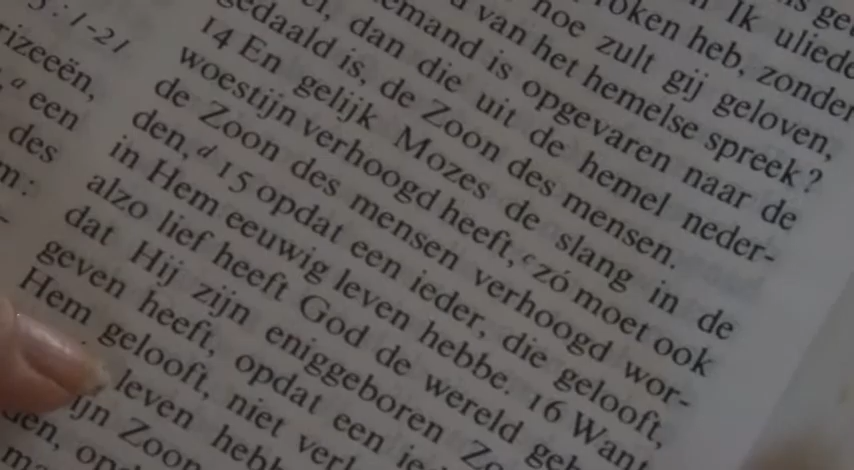 : 1-21
rizeeën,
a een
des
m:
Ik
heb, zonder
hoe zult gij geloven,
van het hemelse spreek?
emand is opgevaren naar de
dan die uit de hemel neder-
gedaald is, de Zoon des mensen.
14 En gelijk Mozes de slang in de
woestijn verhoogd heeft, c zó moet ook
de Zoon des mensen verhoogd wor-
den, d 15 opdat een ieder, die gelooft,
in Hem eeuwig leven hebbe. 16 Want
alzo lief heeft God de wereld
dat Hij zijn eniggeboren
geven heeft, opdat een
Hem gelooft, niet
leven
Zoon